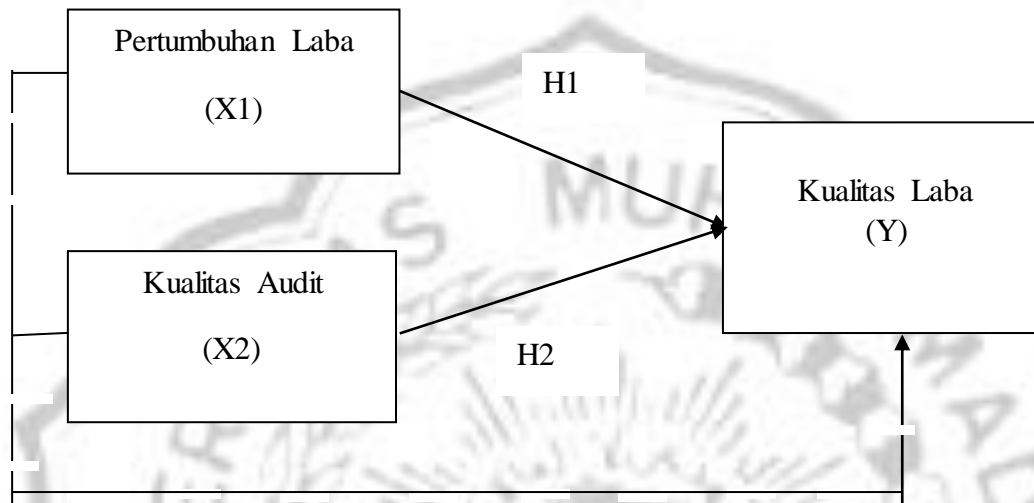 Pertumbuhan Laba
(X1)
H1
Kualitas Laba
(Y)
Kualitas Audit
(X2)
H2